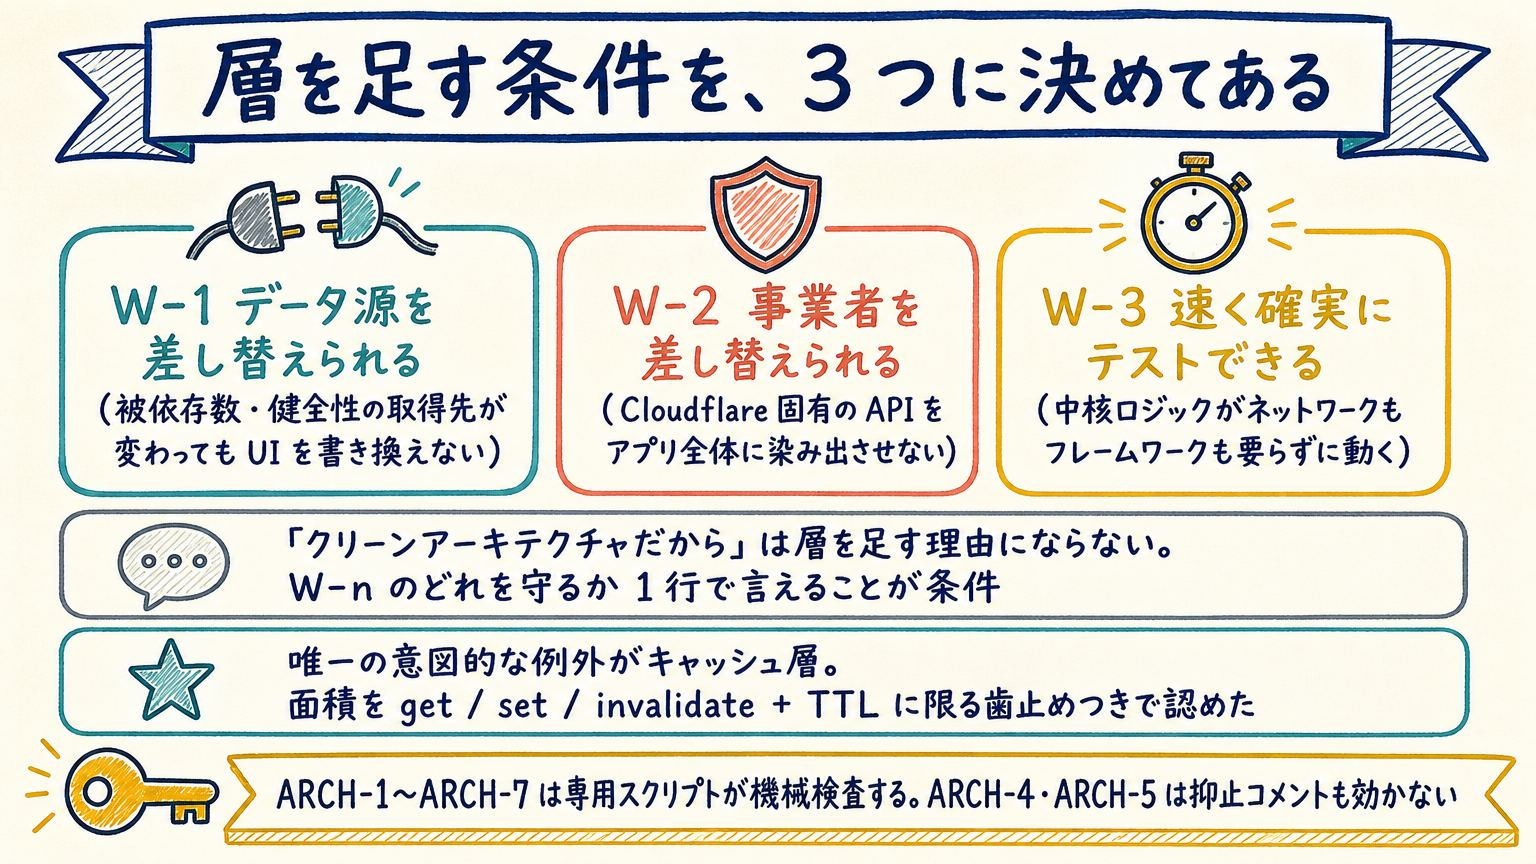 層を足す条件を、3つに決めてある
W-1 データ源を
差し替えられる
(被依存数・健全性の取得先が
変わっても UI を書き換えない)
W-2 事業者を
差し替えられる
(Cloudflare 固有の API を
アプリ全体に染み出させない)
W-3 速く確実に
テストできる
(中核ロジックがネットワークも
フレームワークも要らずに動く)
「クリーンアーキテクチャだから」は層を足す理由にならない。
W-n のどれを守るか 1 行で言えることが条件
唯一の意図的な例外がキャッシュ層。
面積を get / set / invalidate + TTL に限る歯止めつきで認めた
ARCH-1〜ARCH-7 は専用スクリプトが機械検査する。ARCH-4・ARCH-5 は抑止コメントも効かない